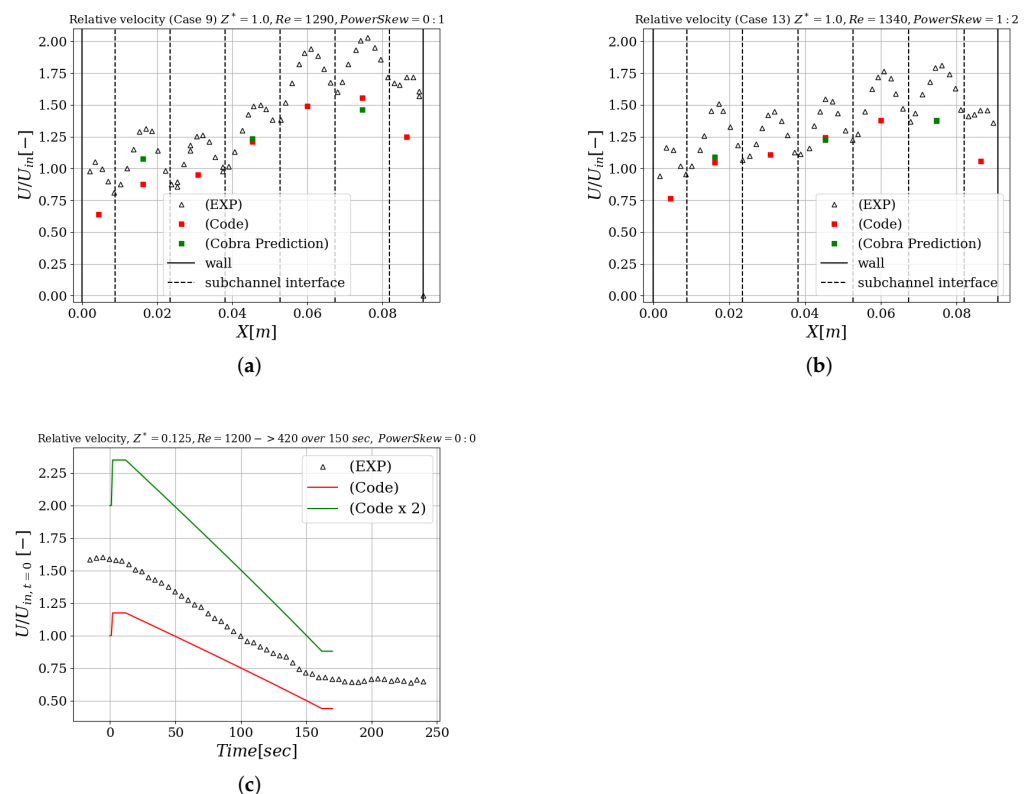 Relative velocity (Case 9) Z* = 1.0, Re = 1290, PowerSkew = 0 : 1
2.00
1.75
1.50
1.25
1.00
0.75
0.50
0.25
0.00
U/U_in[−]
(EXP)
(Code)
(Cobra Prediction)
wall
subchannel interface
0.00 0.02 0.04 0.06 0.08
X[m]
(a)
Relative velocity (Case 13) Z* = 1.0, Re = 1340, PowerSkew = 1 : 2
2.00
1.75
1.50
1.25
1.00
0.75
0.50
0.25
0.00
U/U_in[−]
(EXP)
(Code)
(Cobra Prediction)
wall
subchannel interface
0.00 0.02 0.04 0.06 0.08
X[m]
(b)
Relative velocity, Z* = 0.125, Re = 1200 − > 420 over 150 sec, PowerSkew = 0 : 0
2.25
2.00
1.75
1.50
1.25
1.00
0.75
0.50
U/U_in, t = 0 [−]
(EXP)
(Code)
(Code x 2)
0 50 100 150 200 250
Time[sec]
(c)